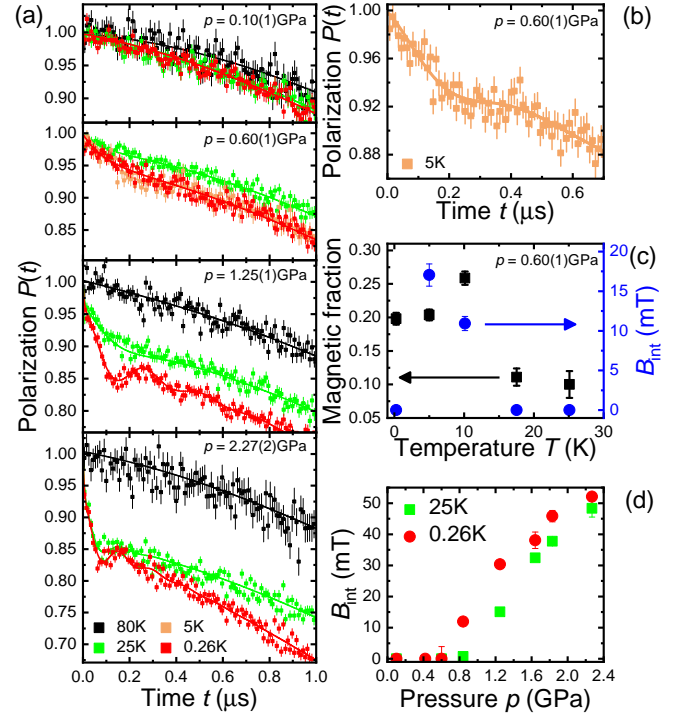 (a)
p = 0.10(1)GPa
1.00
0.95
0.90
p = 0.60(1)GPa
1.00
0.95
0.90
0.85
p = 1.25(1)GPa
1.00
0.95
0.90
0.85
0.80
p = 2.27(2)GPa
1.00
0.95
0.90
0.85
0.80
0.75
0.70
80K 5K
25K 0.26K
Polarization P(t)
0.0 0.2 0.4 0.6 0.8 1.0
Time t (μs)
(b)
p = 0.60(1)GPa
1.00
0.96
0.92
0.88
Polarization P(t)
5K
0.0 0.2 0.4 0.6
Time t (μs)
(c)
p = 0.60(1)GPa
0.30
0.25
0.20
0.15
0.10
0.05
Magnetic fraction
20
15
10
5
0
Bint (mT)
0 10 20 30
Temperature T (K)
(d)
25K
0.26K
50
40
30
20
10
0
Bint (mT)
0.0 0.6 1.2 1.8 2.4
Pressure p (GPa)